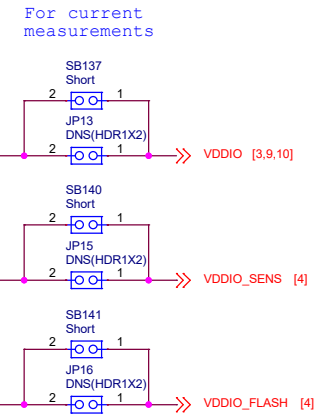 For current
measurements
SB137
Short
2 1
JP13
DNS(HDR1X2)
2 1
VDDIO [3,9,10]
SB140
Short
2 1
JP15
DNS(HDR1X2)
2 1
VDDIO_SENS [4]
SB141
Short
2 1
JP16
DNS(HDR1X2)
2 1
VDDIO_FLASH [4]